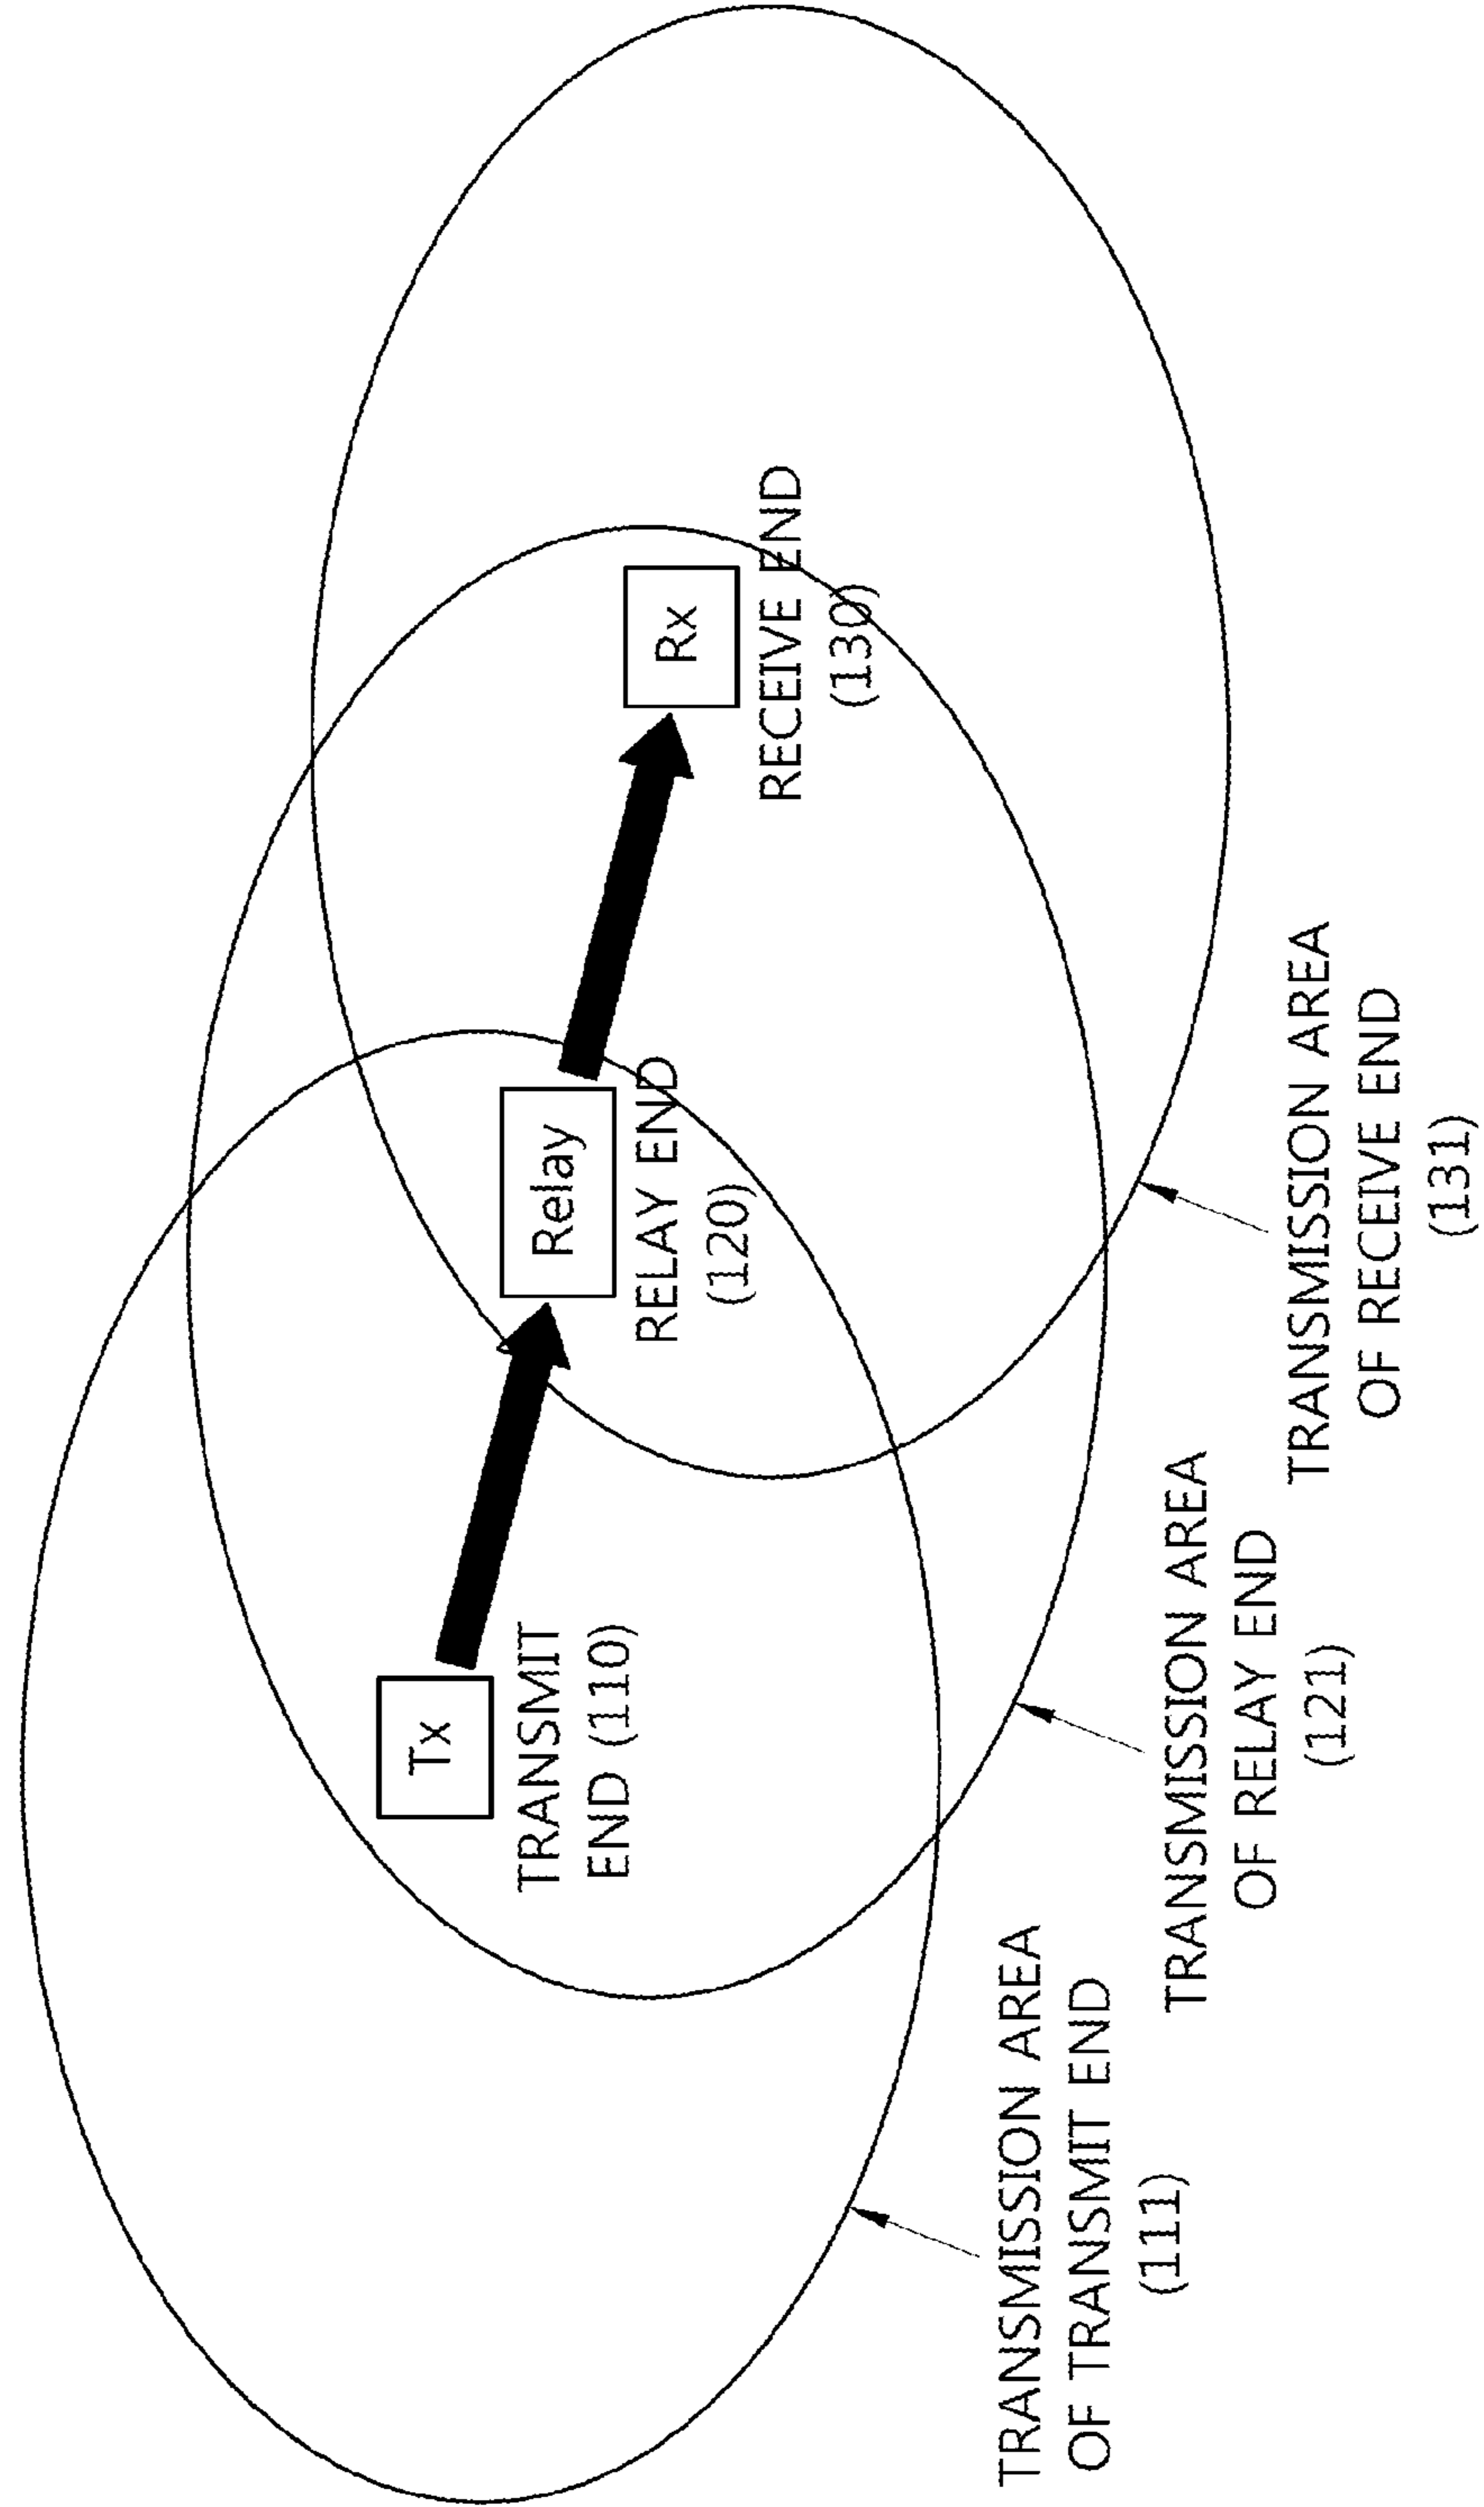 Tx
TRANSMIT
END (110)
Relay
RELAY END
(120)
Rx
RECEIVE END
(130)
TRANSMISSION AREA
OF TRANSMIT END
(111)
TRANSMISSION AREA
OF RELAY END
(121)
TRANSMISSION AREA
OF RECEIVE END
(131)